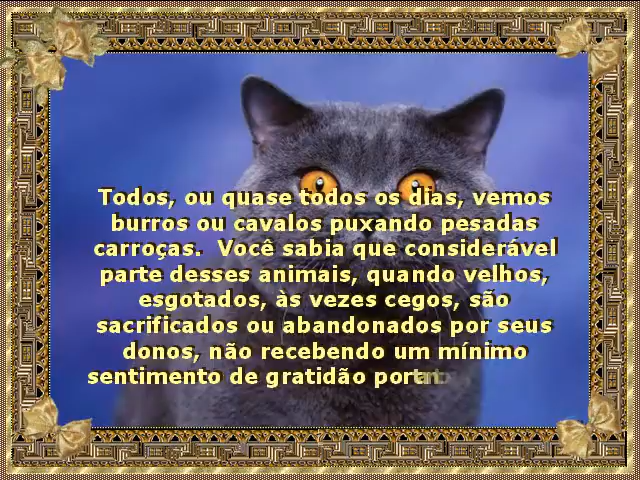 Todos, ou quase todos os dias, vemos
burros ou cavalos puxando pesadas
carroças. Você sabia que considerável
parte desses animais, quando velhos,
esgotados, às vezes cegos, são
sacrificados ou abandonados por seus
donos, não recebendo um mínimo
sentimento de gratidão por